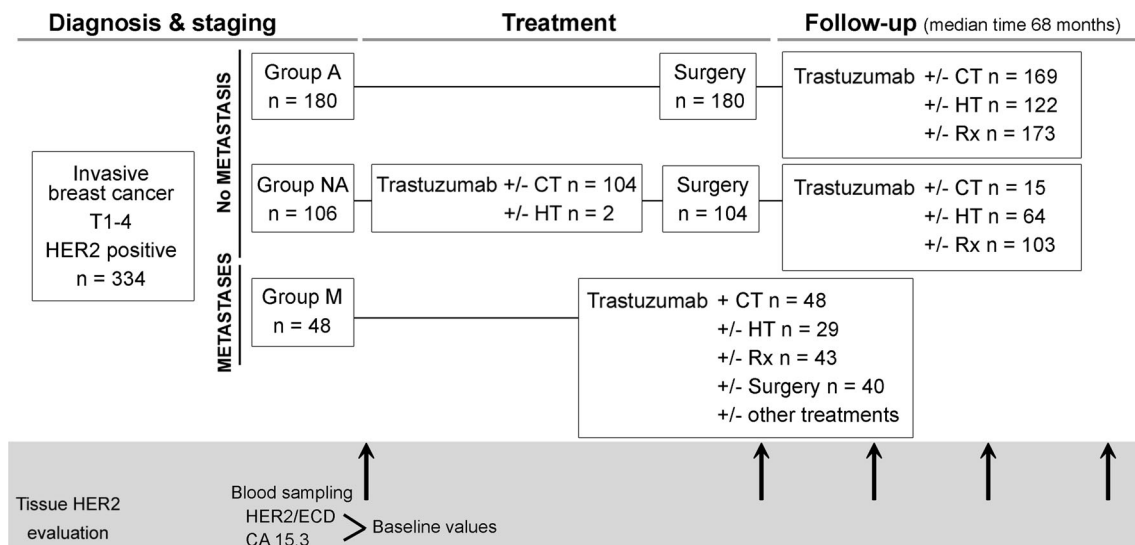 Diagnosis & staging
Treatment
Follow-up (median time 68 months)
No METASTASIS
Group A
n = 180
Surgery
n = 180
Trastuzumab +/- CT n = 169
+/- HT n = 122
+/- Rx n = 173
Invasive
breast cancer
T1-4
HER2 positive
n = 334
Group NA
n = 106
Trastuzumab +/- CT n = 104
+/- HT n = 2
Surgery
n = 104
Trastuzumab +/- CT n = 15
+/- HT n = 64
+/- Rx n = 103
METASTASES
Group M
n = 48
Trastuzumab + CT n = 48
+/- HT n = 29
+/- Rx n = 43
+/- Surgery n = 40
+/- other treatments
Tissue HER2
evaluation
Blood sampling
HER2/ECD
CA 15.3
Baseline values